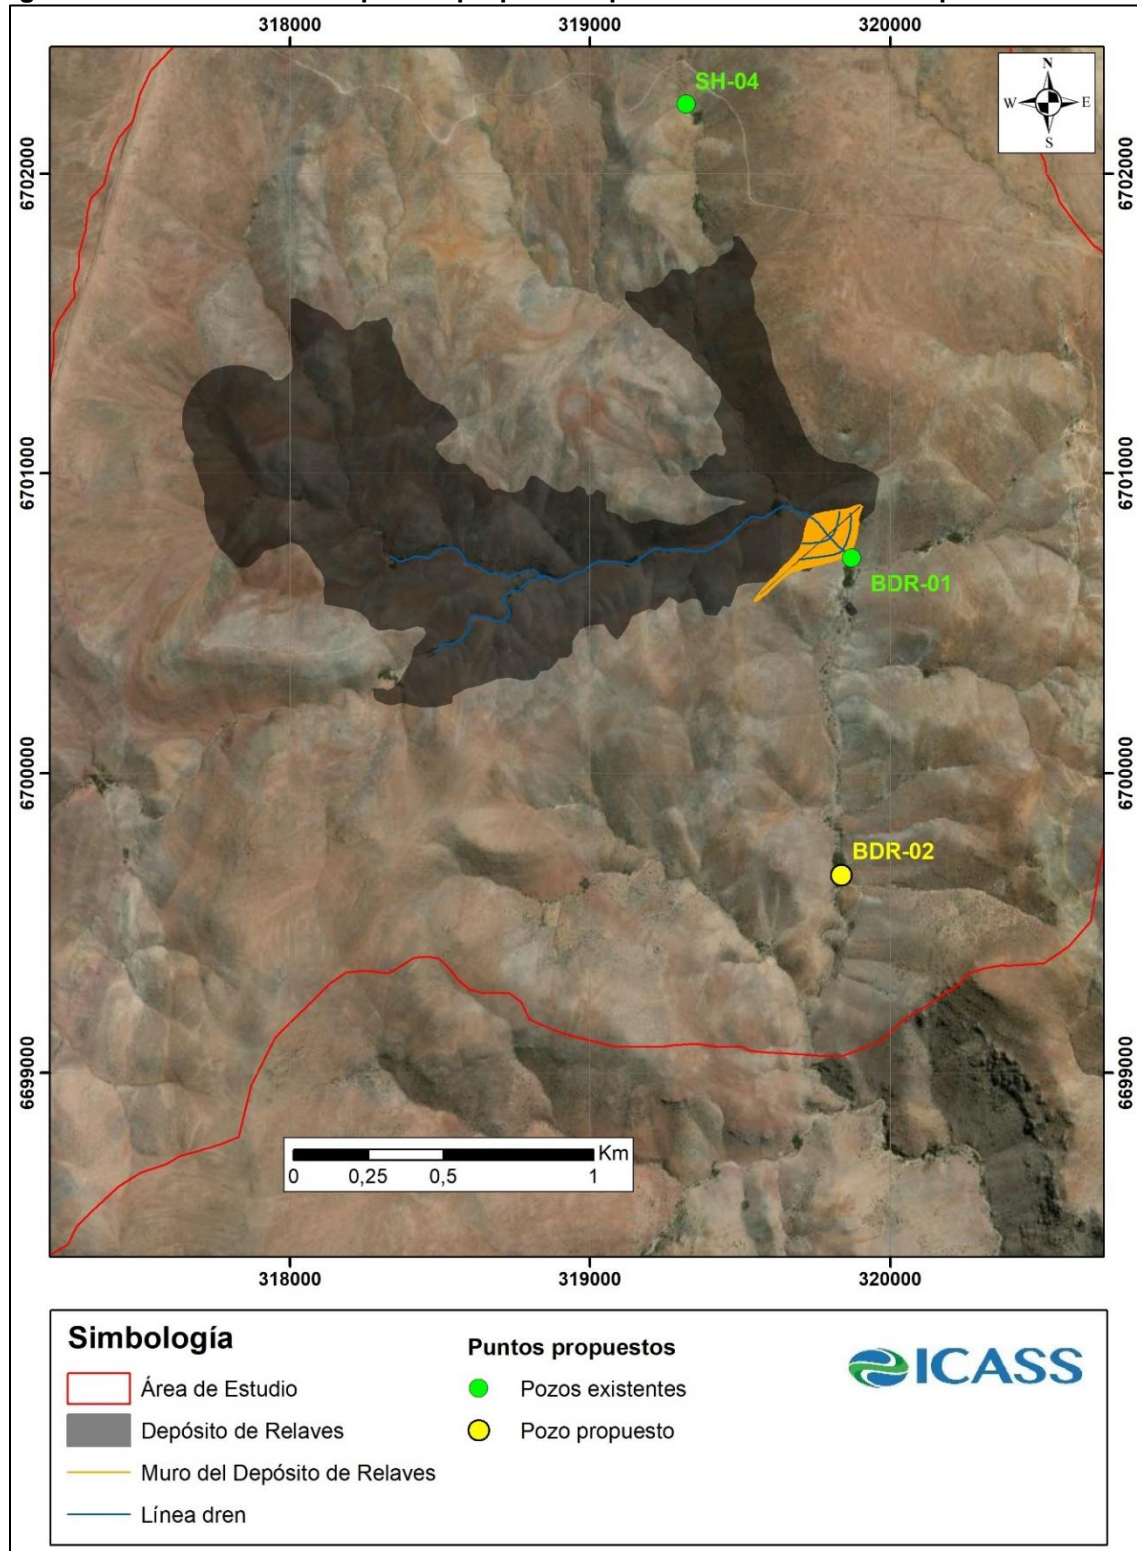 318000 319000 320000
N
W E
S
SH-04
6702000 6702000
6701000 6701000
BDR-01
6700000 6700000
BDR-02
6699000 6699000
Km
0 0,25 0,5 1
318000 319000 320000
Simbología
Área de Estudio
Depósito de Relaves
Muro del Depósito de Relaves
Línea dren
Puntos propuestos
Pozos existentes
Pozo propuesto
ICASS